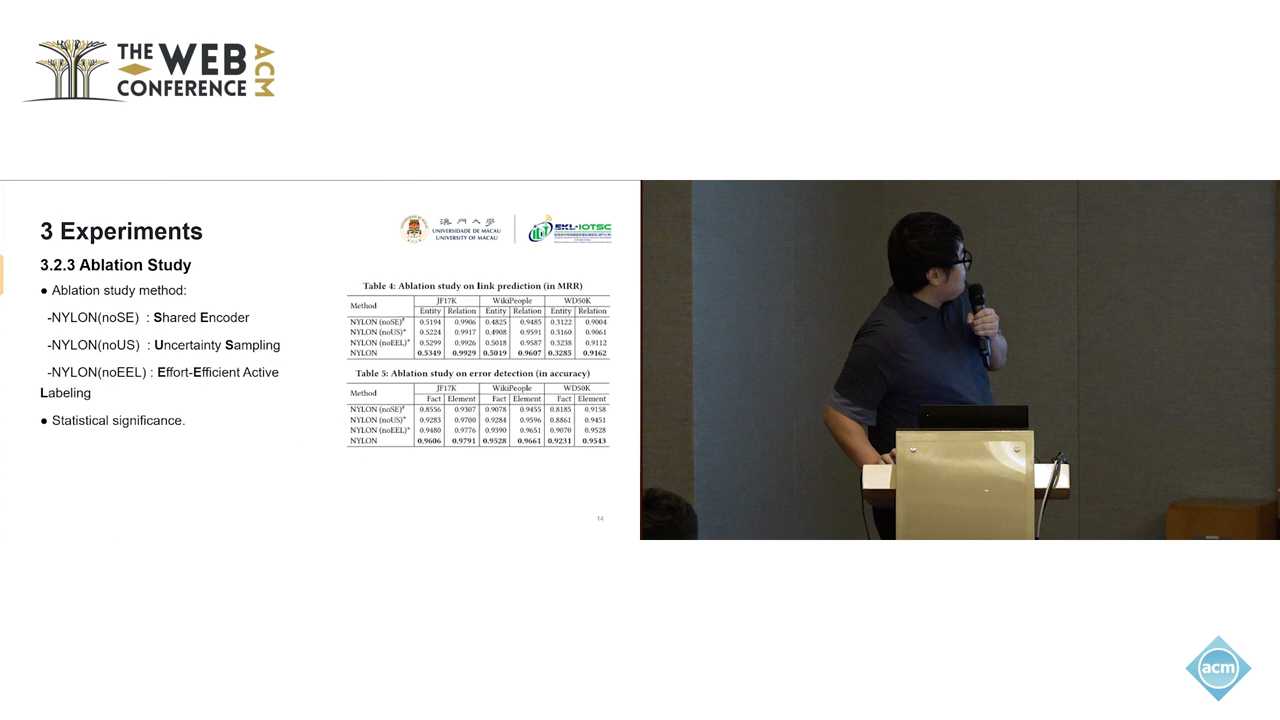 THE WEB
CONFERENCE
ACM
3 Experiments
澳門大學
UNIVERSIDADE DE MACAU
UNIVERSITY OF MACAU
SKL-IOTSC
3.2.3 Ablation Study
● Ablation study method:
-NYLON(noSE) : Shared Encoder
-NYLON(noUS) : Uncertainty Sampling
-NYLON(noEEL) : Effort-Efficient Active
Labeling
● Statistical significance.
Table 4: Ablation study on link prediction (in MRR)
Method JF17K WikiPeople WD50K
Entity Relation Entity Relation Entity Relation
NYLON (noSE)# 0.5194 0.9906 0.4825 0.9485 0.3122 0.9004
NYLON (noUS)+ 0.5224 0.9917 0.4908 0.9591 0.3160 0.9061
NYLON (noEEL)+ 0.5299 0.9926 0.5018 0.9587 0.3238 0.9112
NYLON 0.5349 0.9929 0.5019 0.9607 0.3285 0.9162
Table 5: Ablation study on error detection (in accuracy)
Method JF17K WikiPeople WD50K
Fact Element Fact Element Fact Element
NYLON (noSE)# 0.8556 0.9307 0.9078 0.9455 0.8185 0.9158
NYLON (noUS)+ 0.9283 0.9700 0.9284 0.9596 0.8861 0.9451
NYLON (noEEL)+ 0.9480 0.9776 0.9390 0.9651 0.9070 0.9528
NYLON 0.9606 0.9791 0.9528 0.9661 0.9231 0.9543
14
acm